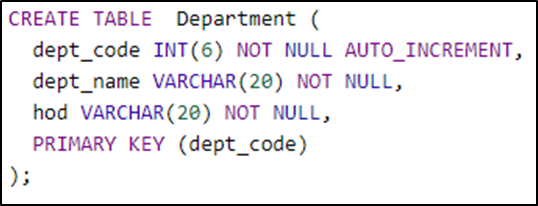 CREATE TABLE  Department (
  dept_code INT(6) NOT NULL AUTO_INCREMENT,
  dept_name VARCHAR(20) NOT NULL,
  hod VARCHAR(20) NOT NULL,
  PRIMARY KEY (dept_code)
);